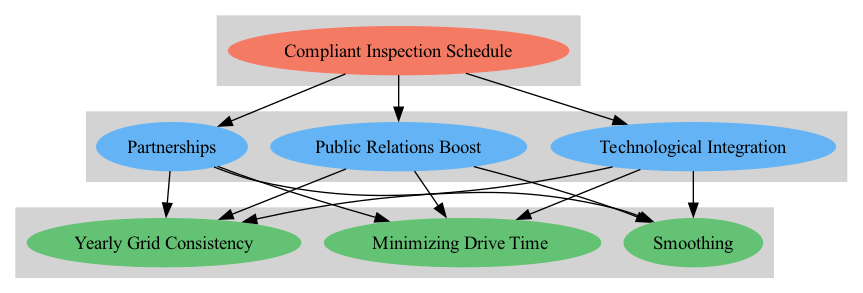 Compliant Inspection Schedule
Partnerships
Public Relations Boost
Technological Integration
Yearly Grid Consistency
Minimizing Drive Time
Smoothing